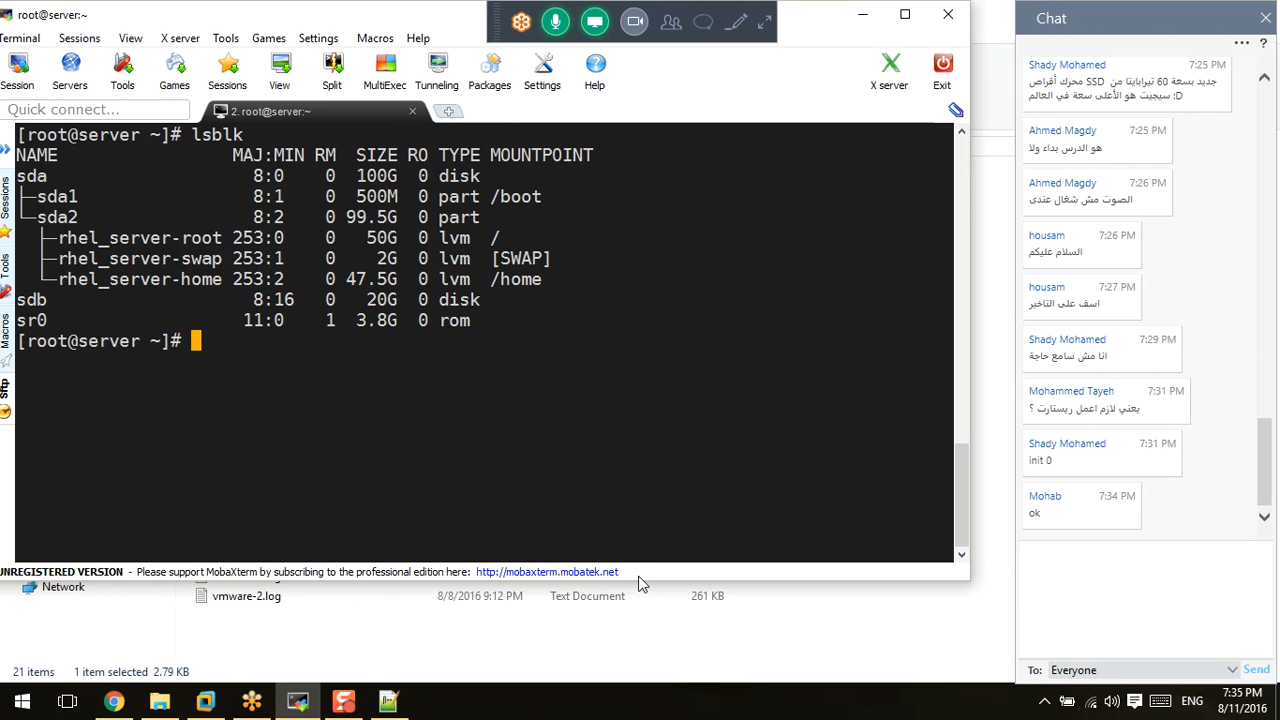 root@server:~
Terminal Sessions View X server Tools Games Settings Macros Help
Session Servers Tools Games Sessions View Split MultiExec Tunneling Packages Settings Help X server Exit
Quick connect...
2. root@server:~
Sessions
Tools
Macros
Sftp
[root@server ~]# lsblk
NAME MAJ:MIN RM SIZE RO TYPE MOUNTPOINT
sda 8:0 0 100G 0 disk
├─sda1 8:1 0 500M 0 part /boot
└─sda2 8:2 0 99.5G 0 part
├─rhel_server-root 253:0 0 50G 0 lvm /
├─rhel_server-swap 253:1 0 2G 0 lvm [SWAP]
└─rhel_server-home 253:2 0 47.5G 0 lvm /home
sdb 8:16 0 20G 0 disk
sr0 11:0 1 3.8G 0 rom
[root@server ~]#
UNREGISTERED VERSION - Please support MobaXterm by subscribing to the professional edition here: http://mobaxterm.mobatek.net
Network
vmware-2.log 8/8/2016 9:12 PM Text Document 261 KB
21 items 1 item selected 2.79 KB
Chat
Shady Mohamed 7:25 PM
جديد بسعة 60 تيرابايتا من SSD محرك أقراص
سيجيت هو الأعلى سعة في العالم :D
Ahmed Magdy 7:25 PM
هو الدرس بداء ولا
Ahmed Magdy 7:26 PM
الصوت مش شغال عندى
housam 7:26 PM
السلام عليكم
housam 7:27 PM
اسف على التاخير
Shady Mohamed 7:29 PM
انا مش سامع حاجة
Mohammed Tayeh 7:31 PM
يعني لازم اعمل ريستارت ؟
Shady Mohamed 7:31 PM
init 0
Mohab 7:34 PM
ok
To: Everyone Send
ENG
7:35 PM
8/11/2016